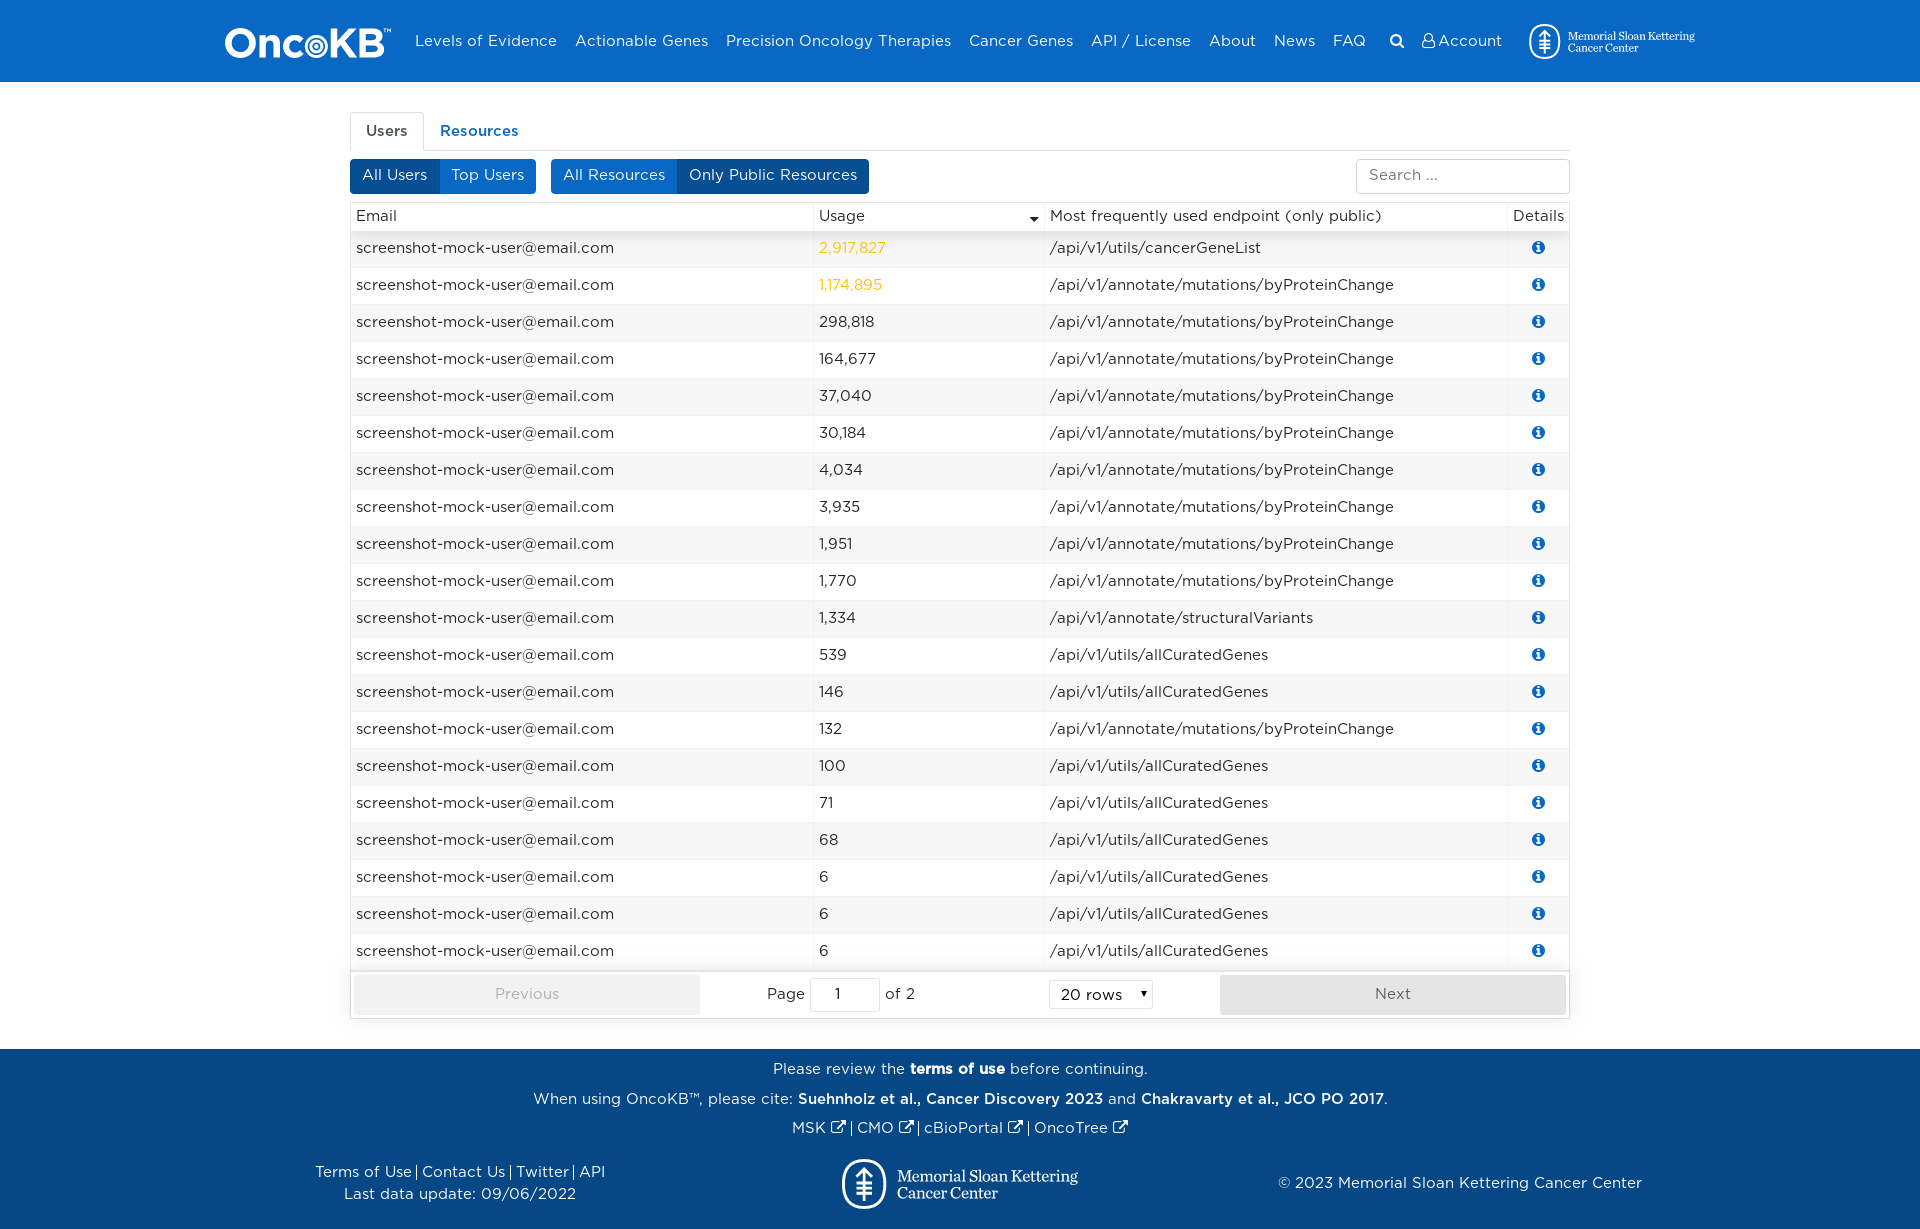 OncoKB™ Levels of Evidence Actionable Genes Precision Oncology Therapies Cancer Genes API / License About News FAQ Account Memorial Sloan Kettering Cancer Center
Users Resources
All Users Top Users All Resources Only Public Resources Search ...
Email Usage Most frequently used endpoint (only public) Details
screenshot-mock-user@email.com 2,917,827 /api/v1/utils/cancerGeneList
screenshot-mock-user@email.com 1,174,895 /api/v1/annotate/mutations/byProteinChange
screenshot-mock-user@email.com 298,818 /api/v1/annotate/mutations/byProteinChange
screenshot-mock-user@email.com 164,677 /api/v1/annotate/mutations/byProteinChange
screenshot-mock-user@email.com 37,040 /api/v1/annotate/mutations/byProteinChange
screenshot-mock-user@email.com 30,184 /api/v1/annotate/mutations/byProteinChange
screenshot-mock-user@email.com 4,034 /api/v1/annotate/mutations/byProteinChange
screenshot-mock-user@email.com 3,935 /api/v1/annotate/mutations/byProteinChange
screenshot-mock-user@email.com 1,951 /api/v1/annotate/mutations/byProteinChange
screenshot-mock-user@email.com 1,770 /api/v1/annotate/mutations/byProteinChange
screenshot-mock-user@email.com 1,334 /api/v1/annotate/structuralVariants
screenshot-mock-user@email.com 539 /api/v1/utils/allCuratedGenes
screenshot-mock-user@email.com 146 /api/v1/utils/allCuratedGenes
screenshot-mock-user@email.com 132 /api/v1/annotate/mutations/byProteinChange
screenshot-mock-user@email.com 100 /api/v1/utils/allCuratedGenes
screenshot-mock-user@email.com 71 /api/v1/utils/allCuratedGenes
screenshot-mock-user@email.com 68 /api/v1/utils/allCuratedGenes
screenshot-mock-user@email.com 6 /api/v1/utils/allCuratedGenes
screenshot-mock-user@email.com 6 /api/v1/utils/allCuratedGenes
screenshot-mock-user@email.com 6 /api/v1/utils/allCuratedGenes
Previous Page 1 of 2 20 rows Next
Please review the terms of use before continuing.
When using OncoKB™, please cite: Suehnholz et al., Cancer Discovery 2023 and Chakravarty et al., JCO PO 2017.
MSK | CMO | cBioPortal | OncoTree
Terms of Use | Contact Us | Twitter | API
Last data update: 09/06/2022
Memorial Sloan Kettering
Cancer Center
© 2023 Memorial Sloan Kettering Cancer Center